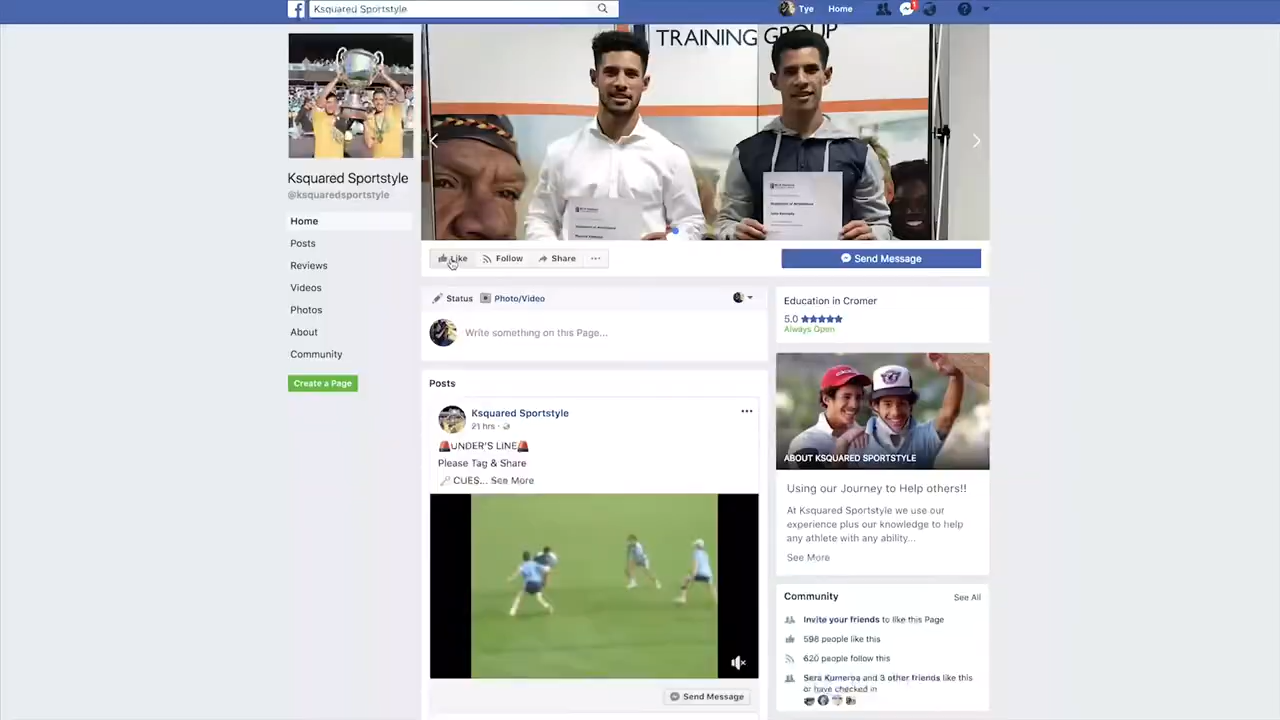 Ksquared Sportstyle
Tye
Home
1
TRAINING GROUP
Ksquared Sportstyle
@ksquaredsportstyle
Home
Posts
Reviews
Videos
Photos
About
Community
Create a Page
Like
Follow
Share
Send Message
Status
Photo/Video
Write something on this Page...
Posts
Ksquared Sportstyle
21 hrs ·
🚨UNDER'S LINE🚨
Please Tag & Share
🔑 CUES... See More
Send Message
Education in Cromer
5.0 ★★★★★
Always Open
ABOUT KSQUARED SPORTSTYLE
Using our Journey to Help others!!
At Ksquared Sportstyle we use our
experience plus our knowledge to help
any athlete with any ability...
See More
Community
See All
Invite your friends to like this Page
598 people like this
620 people follow this
Sera Kumeroa and 3 other friends like this
or have checked in